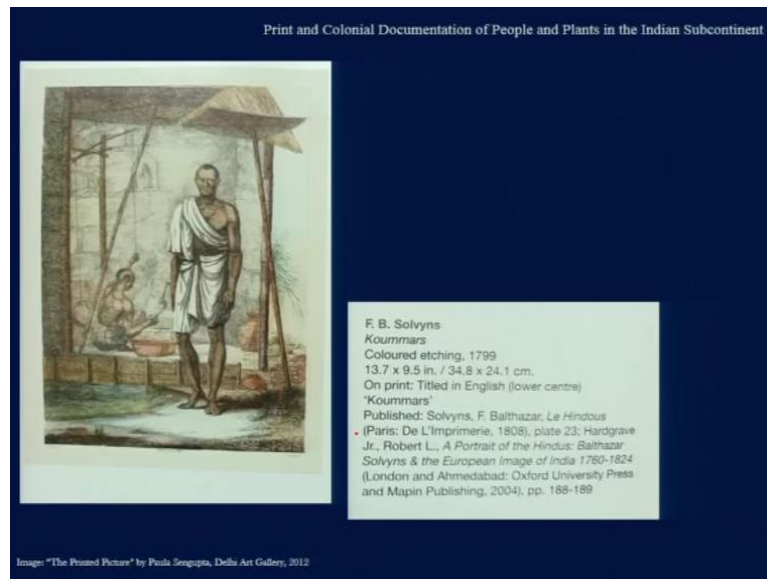 Print and Colonial Documentation of People and Plants in the Indian Subcontinent
F. B. Solvyns
Koummars
Coloured etching, 1799
13.7 x 9.5 in. / 34.8 x 24.1 cm.
On print: Titled in English (lower centre)
'Koummars'
Published: Solvyns, F. Balthazar, Le Hindous
(Paris: De L'Imprimerie, 1808), plate 23; Hardgrave
Jr., Robert L., A Portrait of the Hindus: Balthazar
Solvyns & the European Image of India 1760-1824
(London and Ahmedabad: Oxford University Press
and Mapin Publishing, 2004), pp. 188-189
Image: "The Printed Picture" by Paula Sengupta, Delhi Art Gallery, 2012